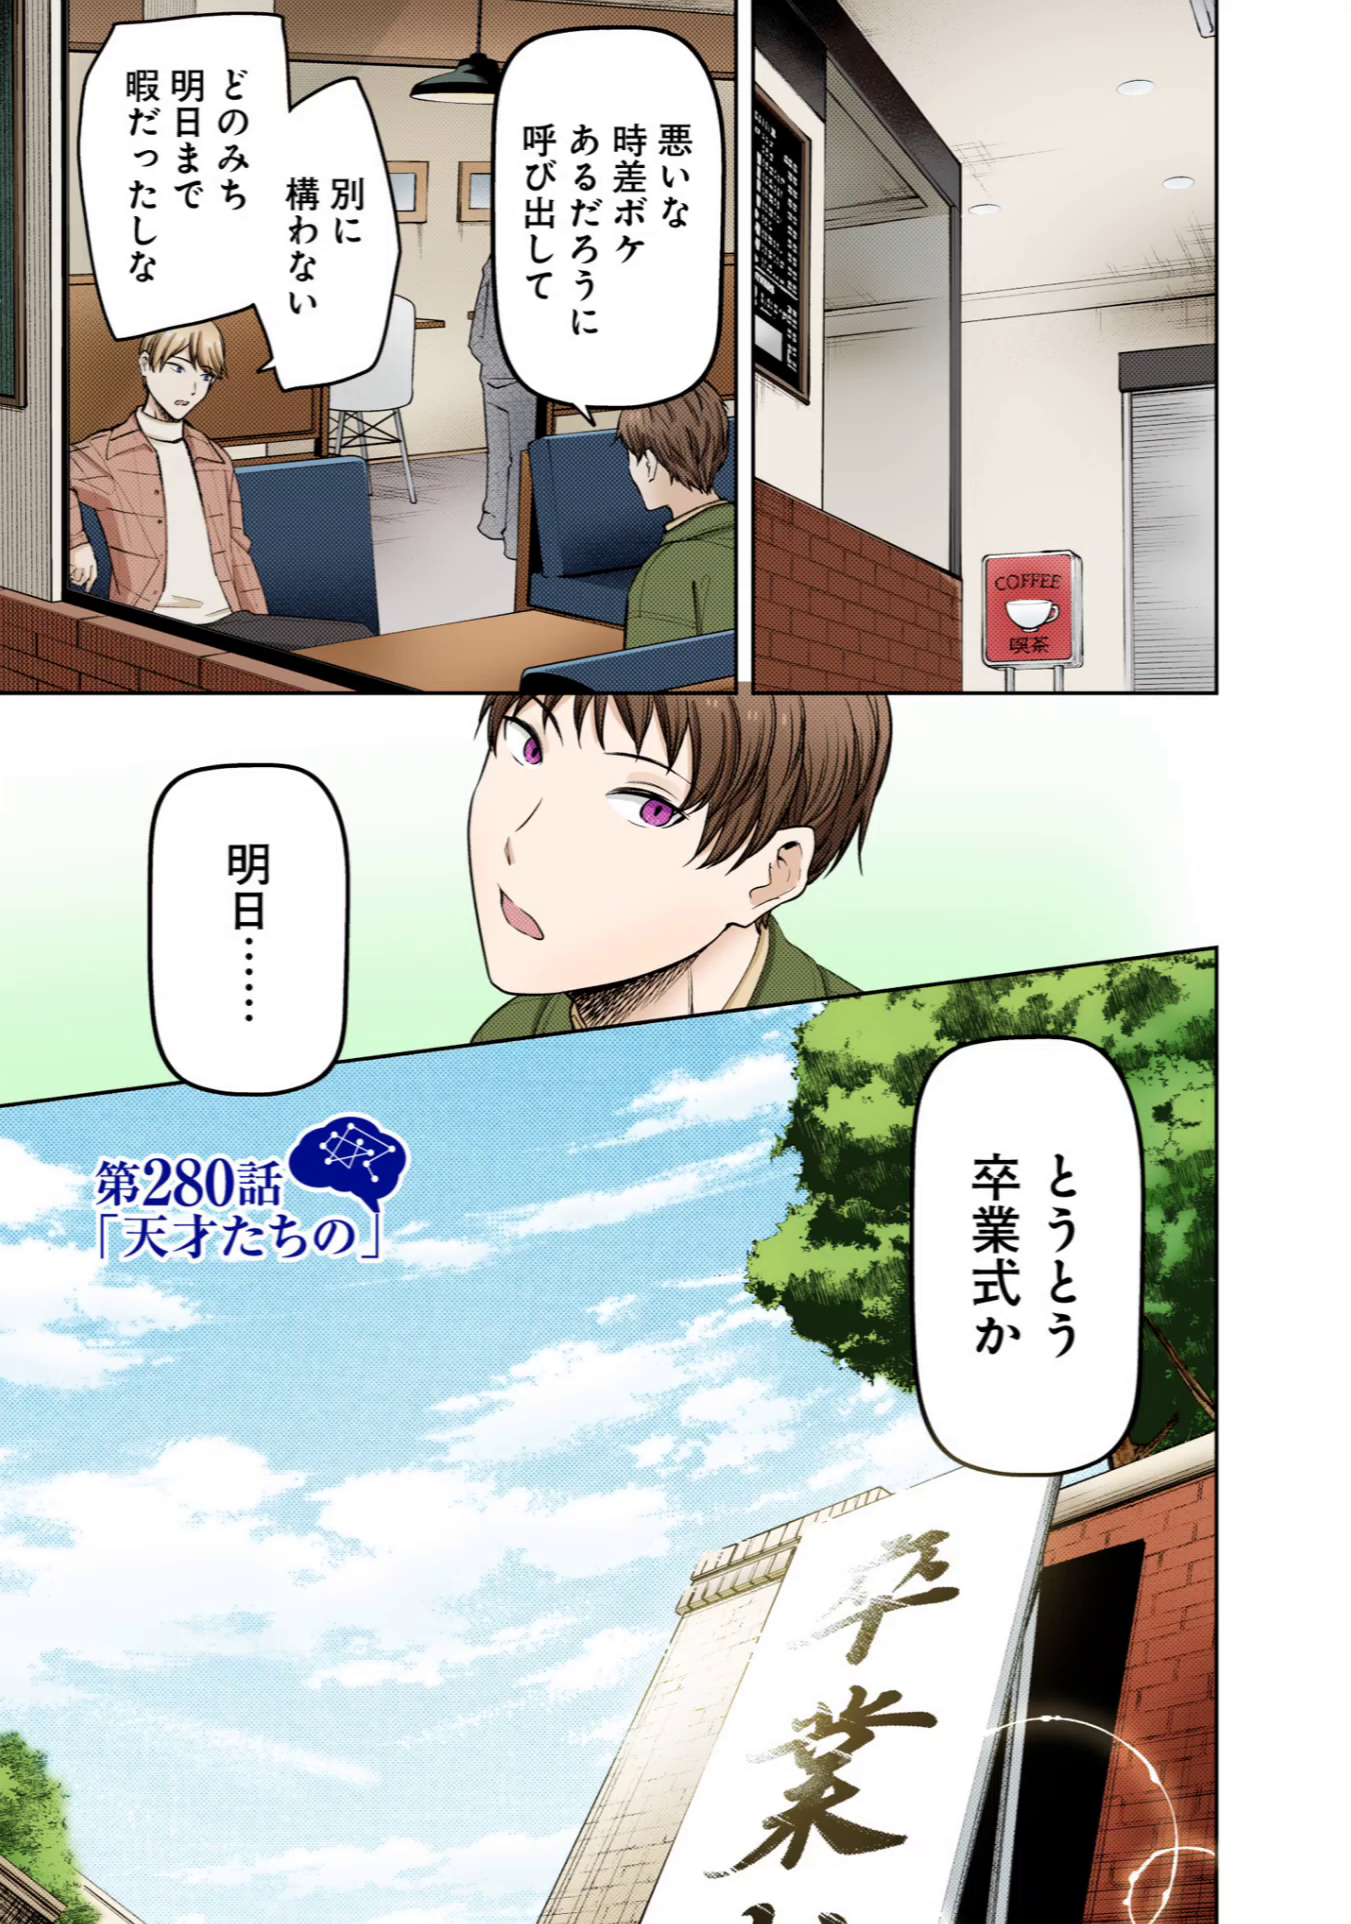 COFFEE
喫茶
悪いな
時差ボケ
あるだろうに
呼び出して
別に
構わない
どのみち
明日まで
暇だったしな
明日……
とうとう
卒業式か
第280話
「天才たちの」
卒業